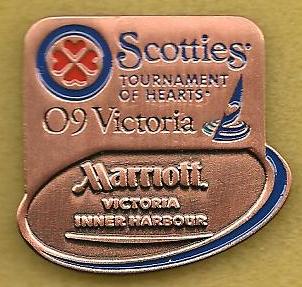 Scotties
TOURNAMENT
OF HEARTS
09 Victoria
Marriott
VICTORIA
INNER HARBOUR